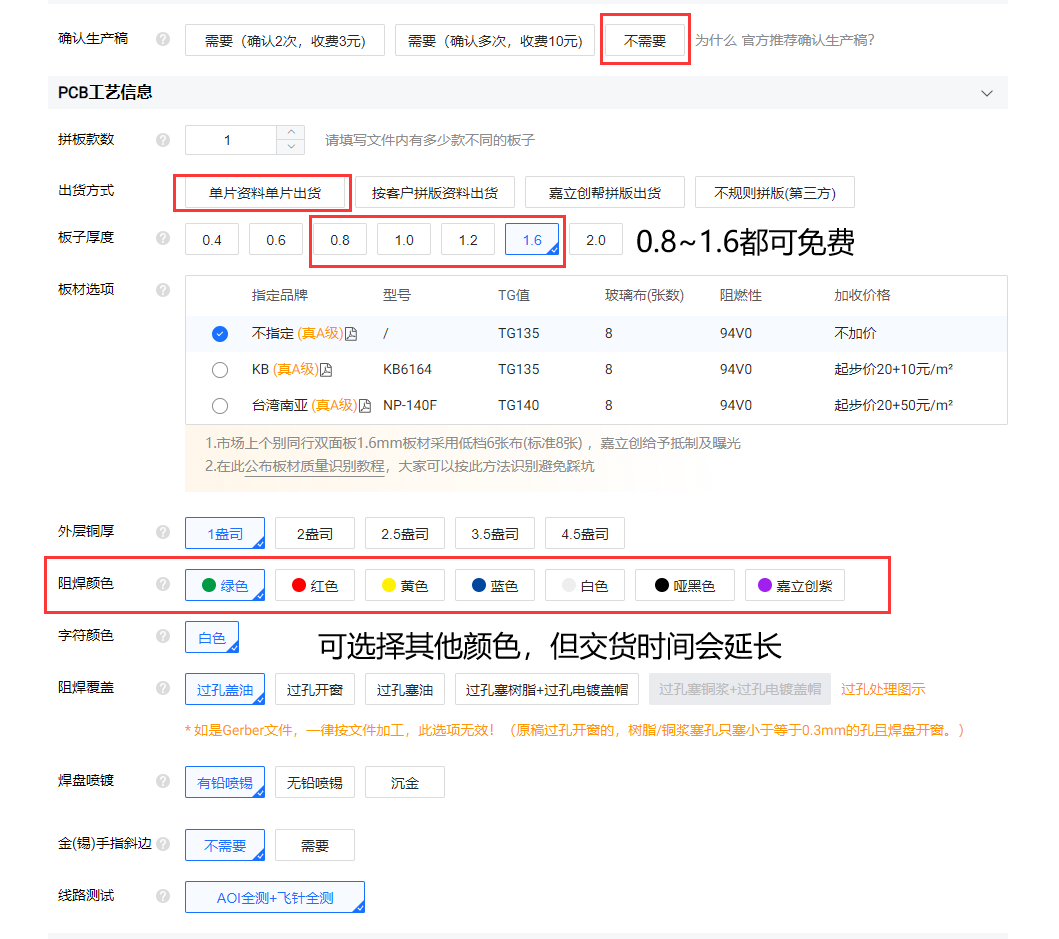 确认生产稿 ? 需要（确认2次，收费3元） 需要（确认多次，收费10元） 不需要 为什么 官方推荐确认生产稿?
PCB工艺信息
拼板款数 ? 1 请填写文件内有多少款不同的板子
出货方式 单片资料单片出货 按客户拼版资料出货 嘉立创帮拼版出货 不规则拼版(第三方)
板子厚度 ? 0.4 0.6 0.8 1.0 1.2 1.6 2.0 0.8~1.6都可免费
板材选项 ? 指定品牌 型号 TG值 玻璃布(张数) 阻燃性 加收价格
不指定 (真A级) / TG135 8 94V0 不加价
KB (真A级) KB6164 TG135 8 94V0 起步价20+10元/m²
台湾南亚 (真A级) NP-140F TG140 8 94V0 起步价20+50元/m²
1.市场上个别同行双面板1.6mm板材采用低档6张布(标准8张) ，嘉立创给予抵制及曝光
2.在此公布板材质量识别教程，大家可以按此方法识别避免踩坑
外层铜厚 ? 1盎司 2盎司 2.5盎司 3.5盎司 4.5盎司
阻焊颜色 ? 绿色 红色 黄色 蓝色 白色 哑黑色 嘉立创紫
字符颜色 ? 白色 可选择其他颜色，但交货时间会延长
阻焊覆盖 ? 过孔盖油 过孔开窗 过孔塞油 过孔塞树脂+过孔电镀盖帽 过孔塞铜浆+过孔电镀盖帽 过孔处理图示
* 如是Gerber文件，一律按文件加工，此选项无效！（原稿过孔开窗的，树脂/铜浆塞孔只塞小于等于0.3mm的孔且焊盘开窗。）
焊盘喷镀 ? 有铅喷锡 无铅喷锡 沉金
金(锡)手指斜边 ? 不需要 需要
线路测试 ? AOI全测+飞针全测